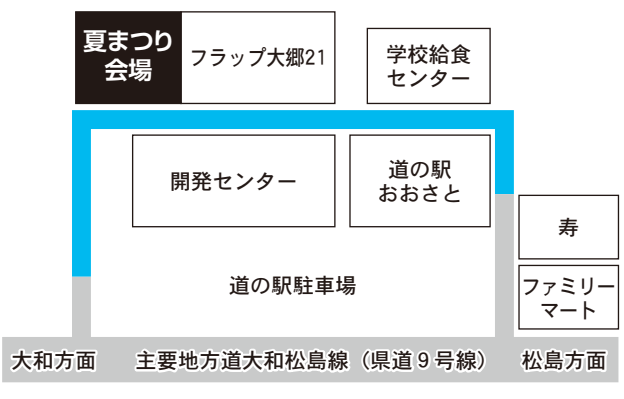 夏まつり
会場
フラップ大郷21
学校給食
センター
開発センター
道の駅
おおさと
寿
道の駅駐車場
ファミリー
マート
大和方面
主要地方道大和松島線（県道９号線）
松島方面